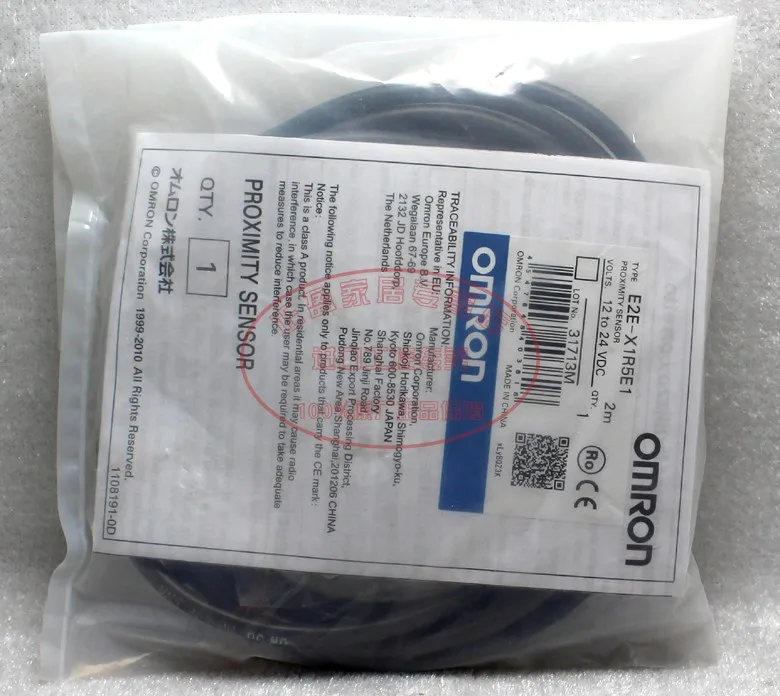 OMRON
TYPE E2E-X1R5E1 2m
PROXIMITY SENSOR
VOLTS. 12 to 24 VDC QTY. 1
LOT No. 31713M
OMRON Corporation MADE IN CHINA
OMRON
CE
TRACEABILITY INFORMATION
Representative in EU:
Omron Europe B.V.
Wegalaan 67-69
2132 JD Hoofddorp,
The Netherlands
Manufacturer:
Omron Corporation,
Shiokoji Horikawa, Shimogyo-ku,
Kyoto 600-8530 JAPAN
Shanghai Factory
No.789 Jinji Road,
Jinqiao Export Processing District,
Pudong New Area Shanghai,201206 CHINA
The following notice applies only to products that carry the CE mark:
Notice:
This is a class A product. In residential areas it may cause radio
interference, in which case the user may be required to take adequate
measures to reduce interference.
PROXIMITY SENSOR
QTY. 1
オムロン株式会社
© OMRON Corporation 1999-2010 All Rights Reserved.
1108191-0D